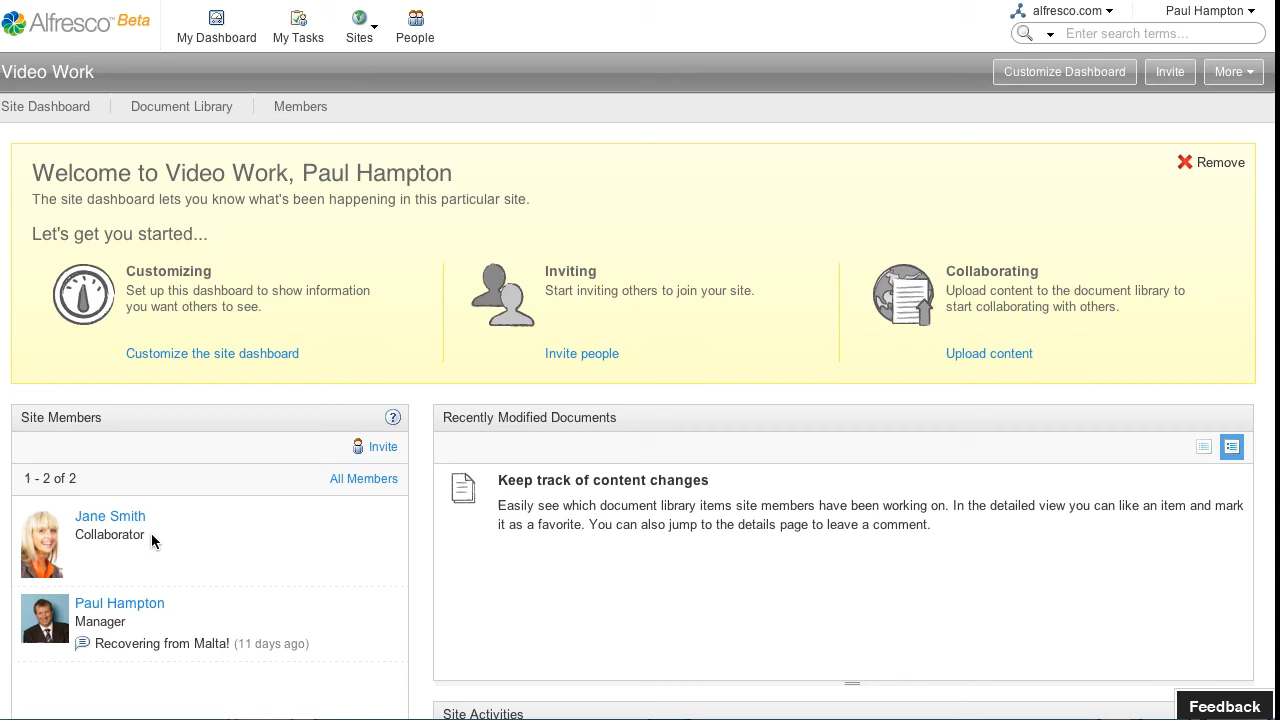 Alfresco Beta
My Dashboard
My Tasks
Sites
People
alfresco.com
Paul Hampton
Enter search terms...
Video Work
Customize Dashboard
Invite
More
Site Dashboard
Document Library
Members
Welcome to Video Work, Paul Hampton
Remove
The site dashboard lets you know what's been happening in this particular site.
Let's get you started...
Customizing
Set up this dashboard to show information
you want others to see.
Customize the site dashboard
Inviting
Start inviting others to join your site.
Invite people
Collaborating
Upload content to the document library to
start collaborating with others.
Upload content
Site Members
?
Invite
1 - 2 of 2
All Members
Jane Smith
Collaborator
Paul Hampton
Manager
Recovering from Malta! (11 days ago)
Recently Modified Documents
Keep track of content changes
Easily see which document library items site members have been working on. In the detailed view you can like an item and mark
it as a favorite. You can also jump to the details page to leave a comment.
Site Activities
Feedback